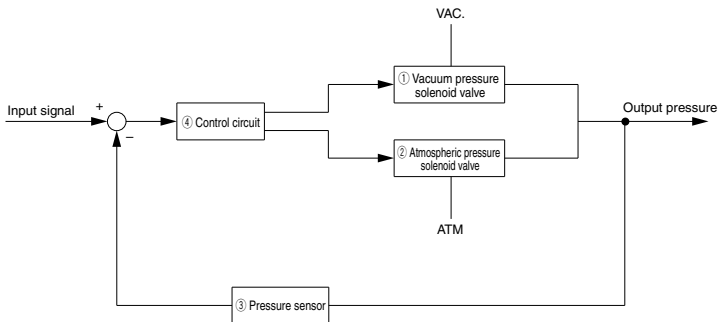 VAC.
① Vacuum pressure
solenoid valve
Input signal
+
−
④ Control circuit
Output pressure
② Atmospheric pressure
solenoid valve
ATM
③ Pressure sensor